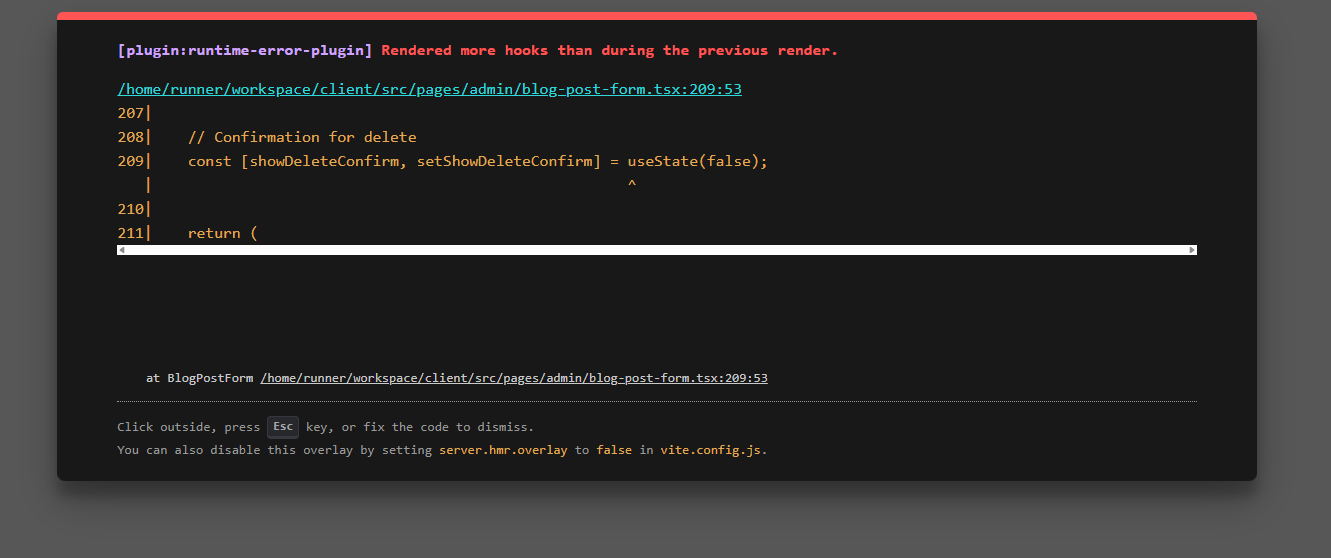 [plugin:runtime-error-plugin] Rendered more hooks than during the previous render.
/home/runner/workspace/client/src/pages/admin/blog-post-form.tsx:209:53
207|
208|    // Confirmation for delete
209|    const [showDeleteConfirm, setShowDeleteConfirm] = useState(false);
   |                                                      ^
210|
211|    return (
at BlogPostForm /home/runner/workspace/client/src/pages/admin/blog-post-form.tsx:209:53
Click outside, press Esc key, or fix the code to dismiss.
You can also disable this overlay by setting server.hmr.overlay to false in vite.config.js.